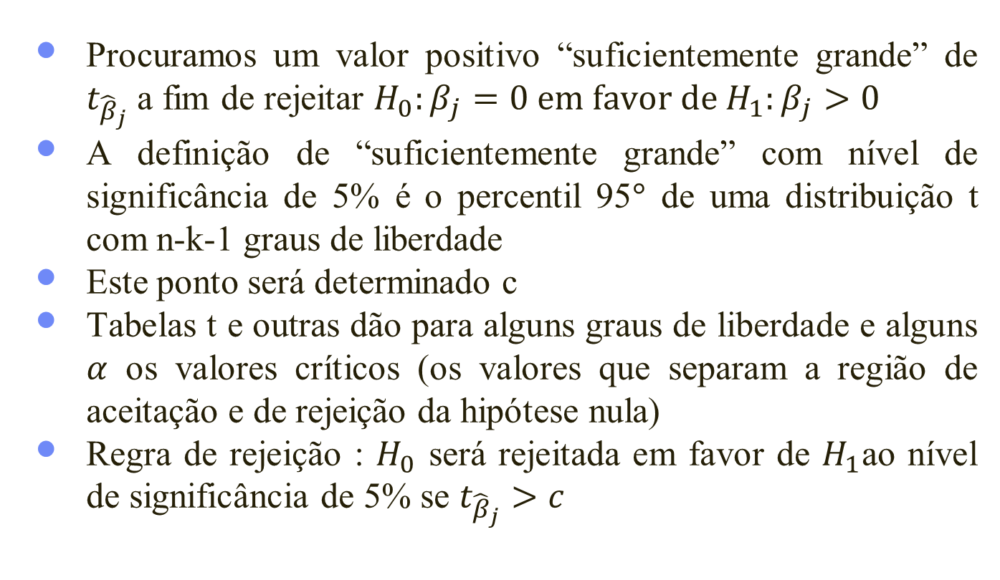 • Procuramos um valor positivo “suficientemente grande” de
$t_{\hat{\beta}_j}$ a fim de rejeitar $H_0: \beta_j = 0$ em favor de $H_1: \beta_j > 0$
• A definição de “suficientemente grande” com nível de
significância de 5% é o percentil 95° de uma distribuição t
com n-k-1 graus de liberdade
• Este ponto será determinado c
• Tabelas t e outras dão para alguns graus de liberdade e alguns
$\alpha$ os valores críticos (os valores que separam a região de
aceitação e de rejeição da hipótese nula)
• Regra de rejeição : $H_0$ será rejeitada em favor de $H_1$ao nível
de significância de 5% se $t_{\hat{\beta}_j} > c$